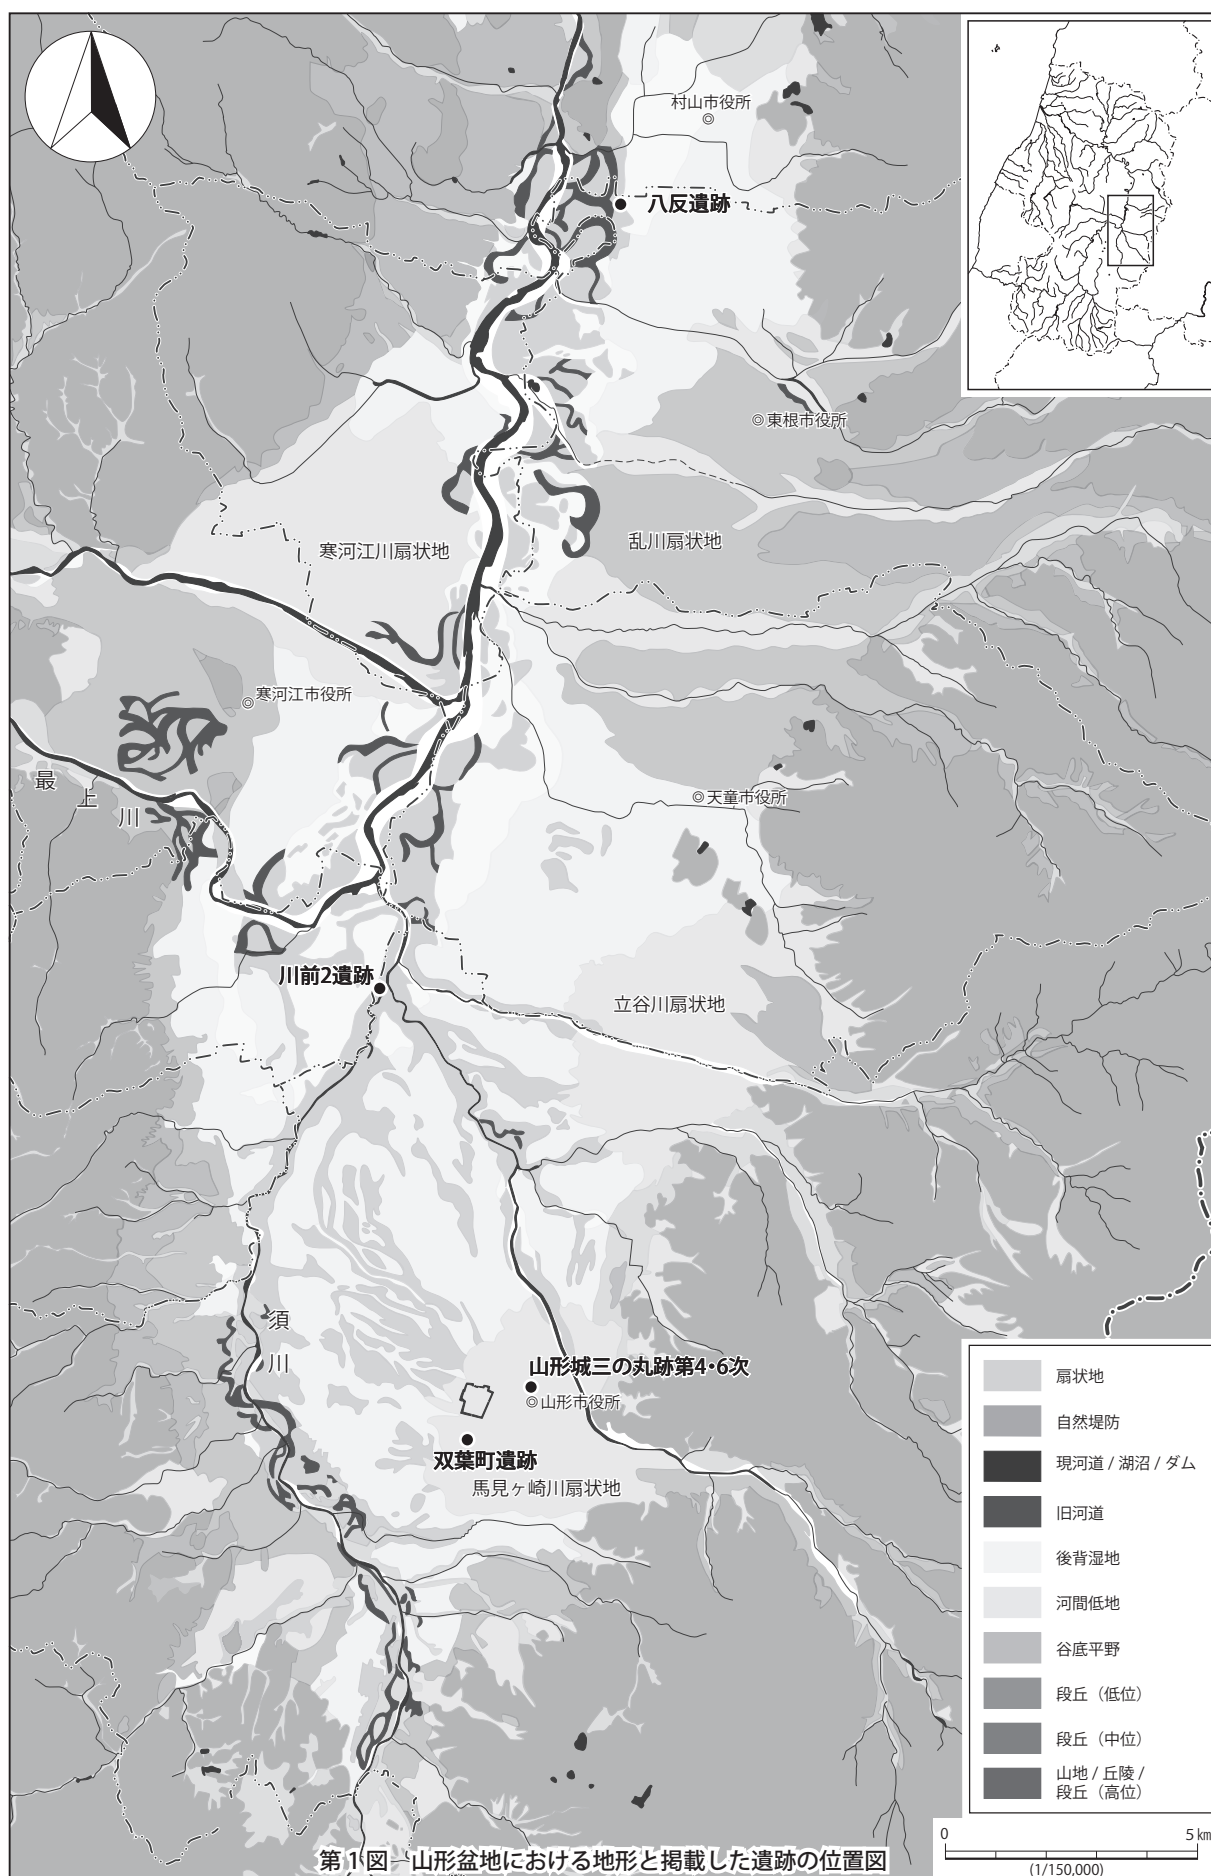 村山市役所
八反遺跡
東根市役所
寒河江川扇状地
乱川扇状地
寒河江市役所
最上川
天童市役所
川前2遺跡
立谷川扇状地
須川
山形城三の丸跡第4・6次
山形市役所
双葉町遺跡
馬見ヶ崎川扇状地
扇状地
自然堤防
現河道 / 湖沼 / ダム
旧河道
後背湿地
河間低地
谷底平野
段丘（低位）
段丘（中位）
山地 / 丘陵 /
段丘（高位）
0 5㎞
(1/150,000)
第1図 山形盆地における地形と掲載した遺跡の位置図